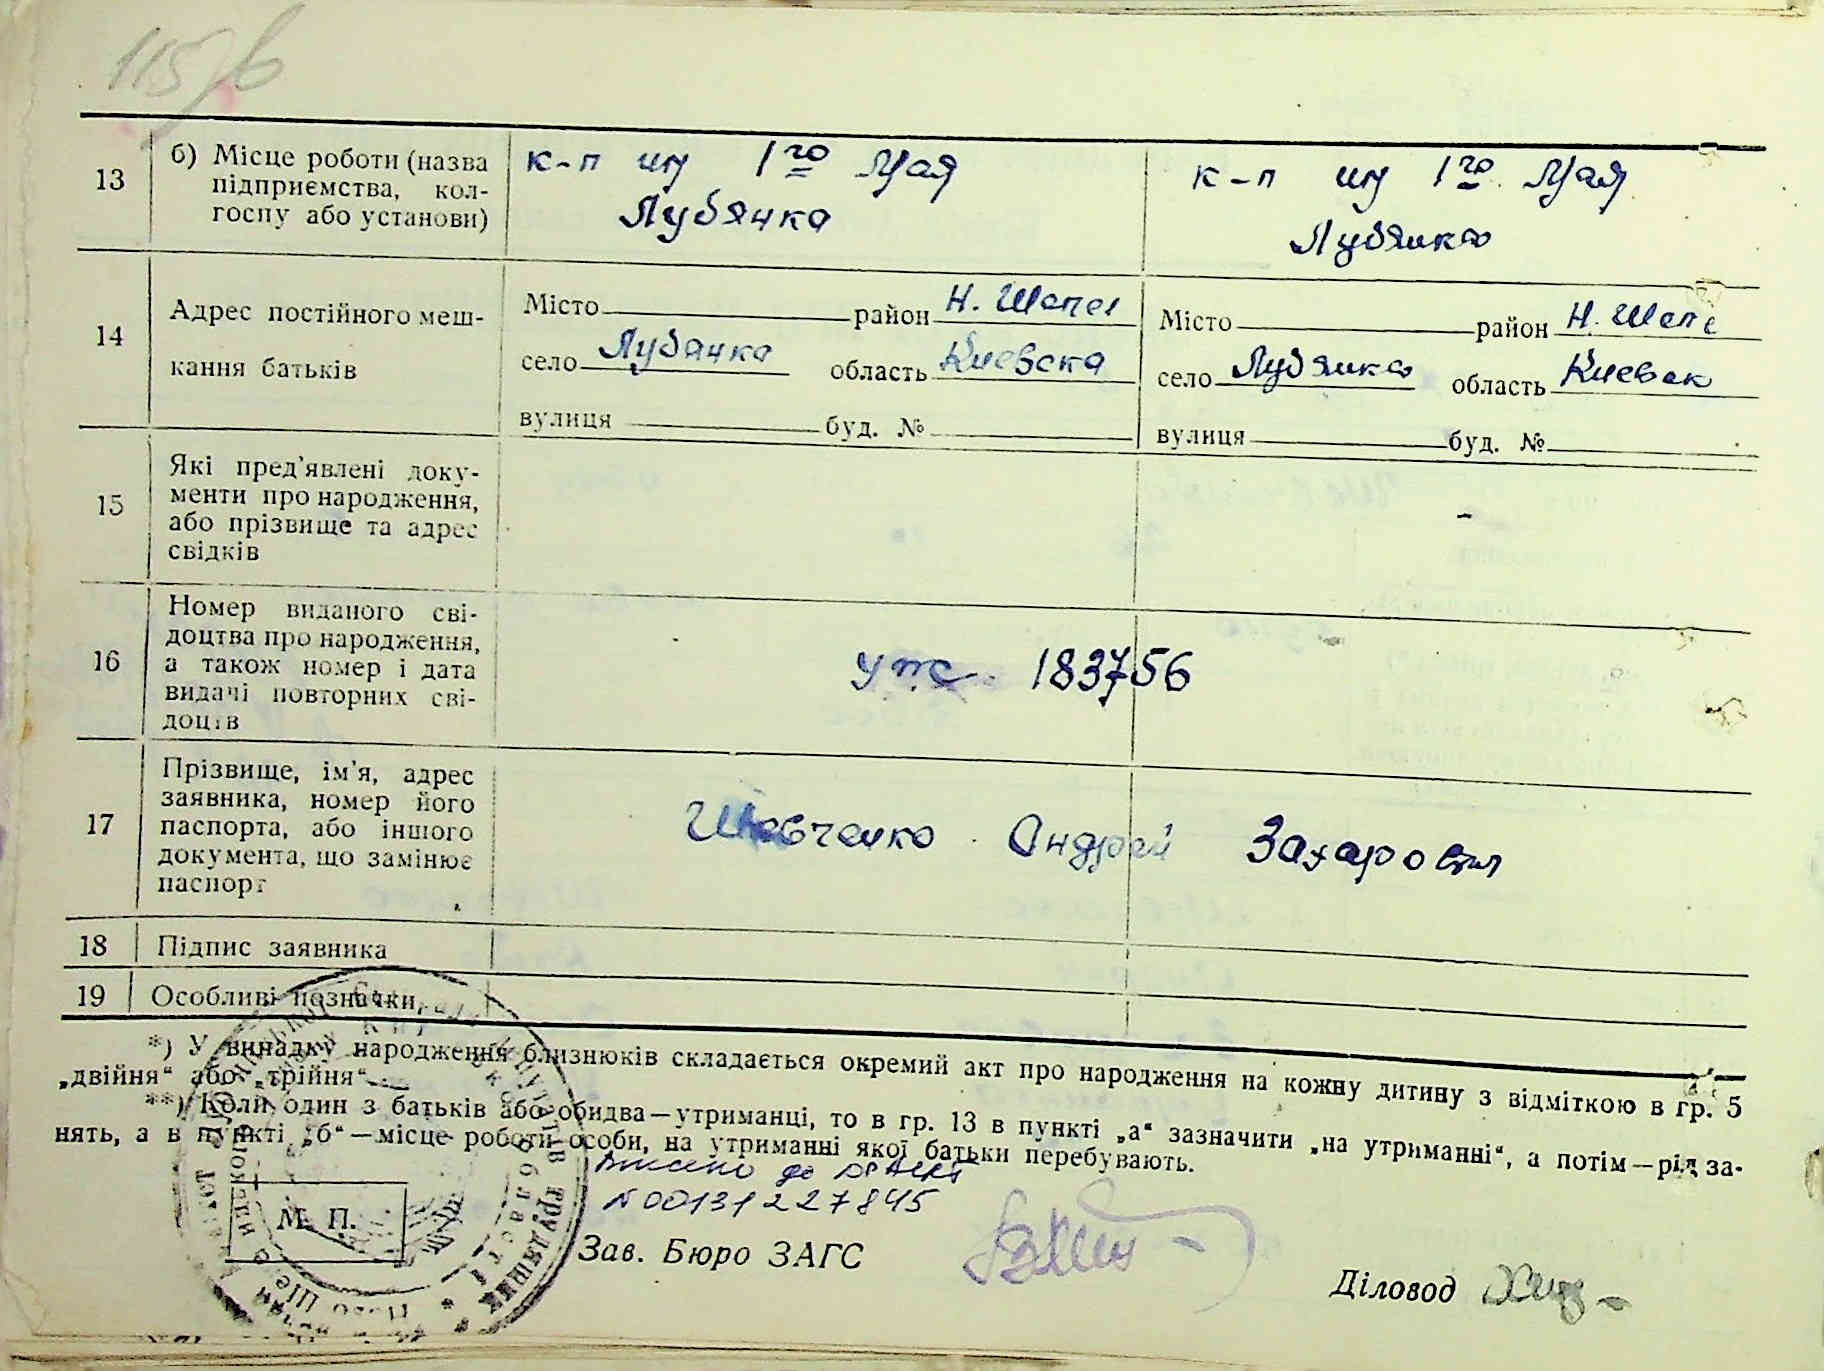 115/б
13 б) Місце роботи (назва
підприємства, кол-
госпу або установи)
к-п им 1го Мая
Лубянка
к-п им 1го Мая
Лубянка
14 Адрес постійного меш-
кання батьків
Місто район Н. Шепел
село Лубянка область Киевска
вулиця буд. №
Місто район Н. Шепе
село Лубянка область Киевск
вулиця буд. №
15 Які пред'явлені доку-
менти про народження,
або прізвище та адрес
свідків
-
16 Номер виданого сві-
доцтва про народження,
а також номер і дата
видачі повторних сві-
доцтв
УЖ 183756
17 Прізвище, ім'я, адрес
заявника, номер його
паспорта, або іншого
документа, що замінює
паспорт
Шевченко Андрей Захарович
18 Підпис заявника
19 Особливі позначки
*) У винадку народження близнюків складається окремий акт про народження на кожну дитину з відміткою в гр. 5
„двійня“ або „трійня“.
**) Коли один з батьків або обидва—утриманці, то в гр. 13 в пункті „а“ зазначити „на утриманні“, а потім—рід за-
нять, а в пункті „б“—місце роботи особи, на утриманні якої батьки перебувають.
Внесено до ДРАЦСГ
N 00131227845
М. П.
Зав. Бюро ЗАГС
Діловод